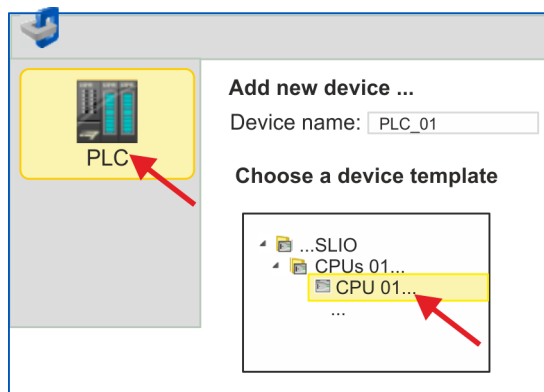 PLC
Add new device ...
Device name: PLC_01
Choose a device template
...SLIO
CPUs 01...
CPU 01...
...